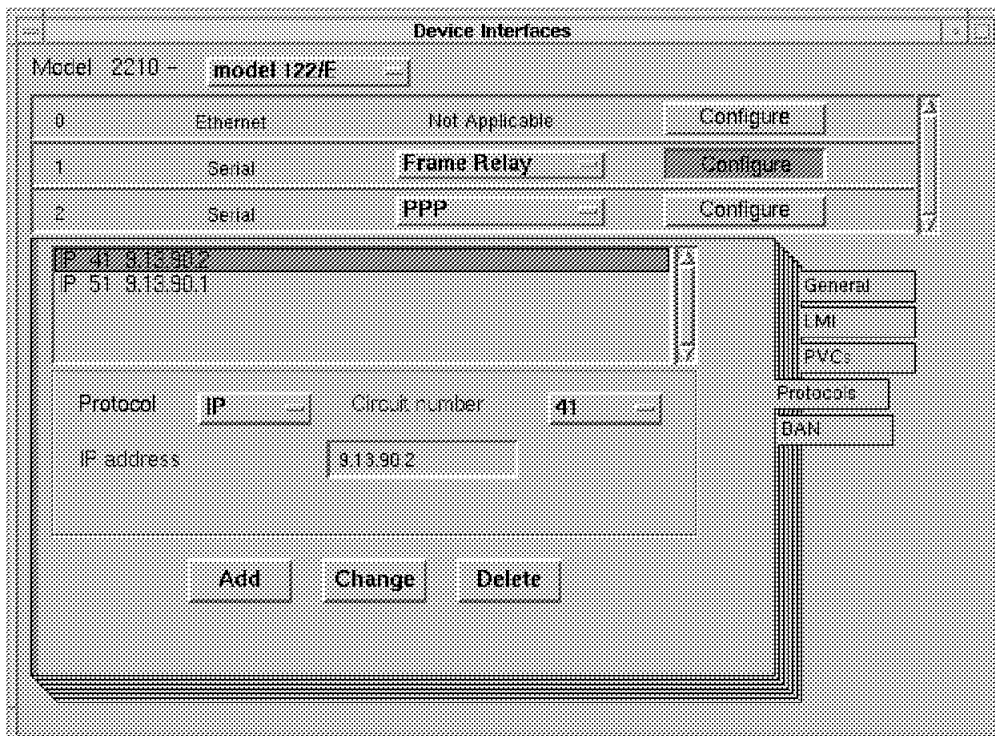 Device Interfaces
Model 2210 - model 122/E
0 Ethernet Not Applicable Configure
1 Serial Frame Relay Configure
2 Serial PPP Configure
IP 41 9.13.90.2
IP 51 9.13.90.1
General
LMI
PVCs
Protocols
BAN
Protocol IP Circuit number 41
IP address 9.13.90.2
Add Change Delete